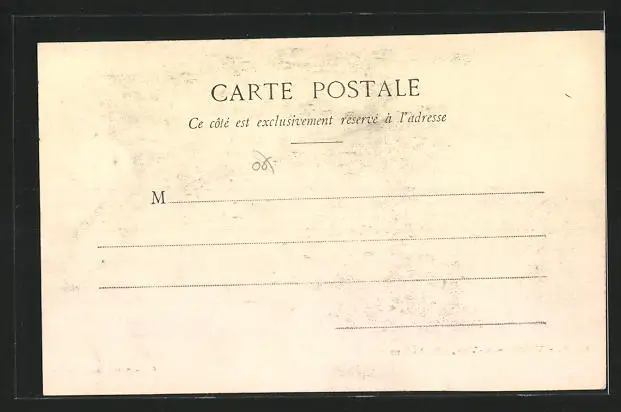 CARTE POSTALE
Ce côté est exclusivement réservé à l'adresse
M